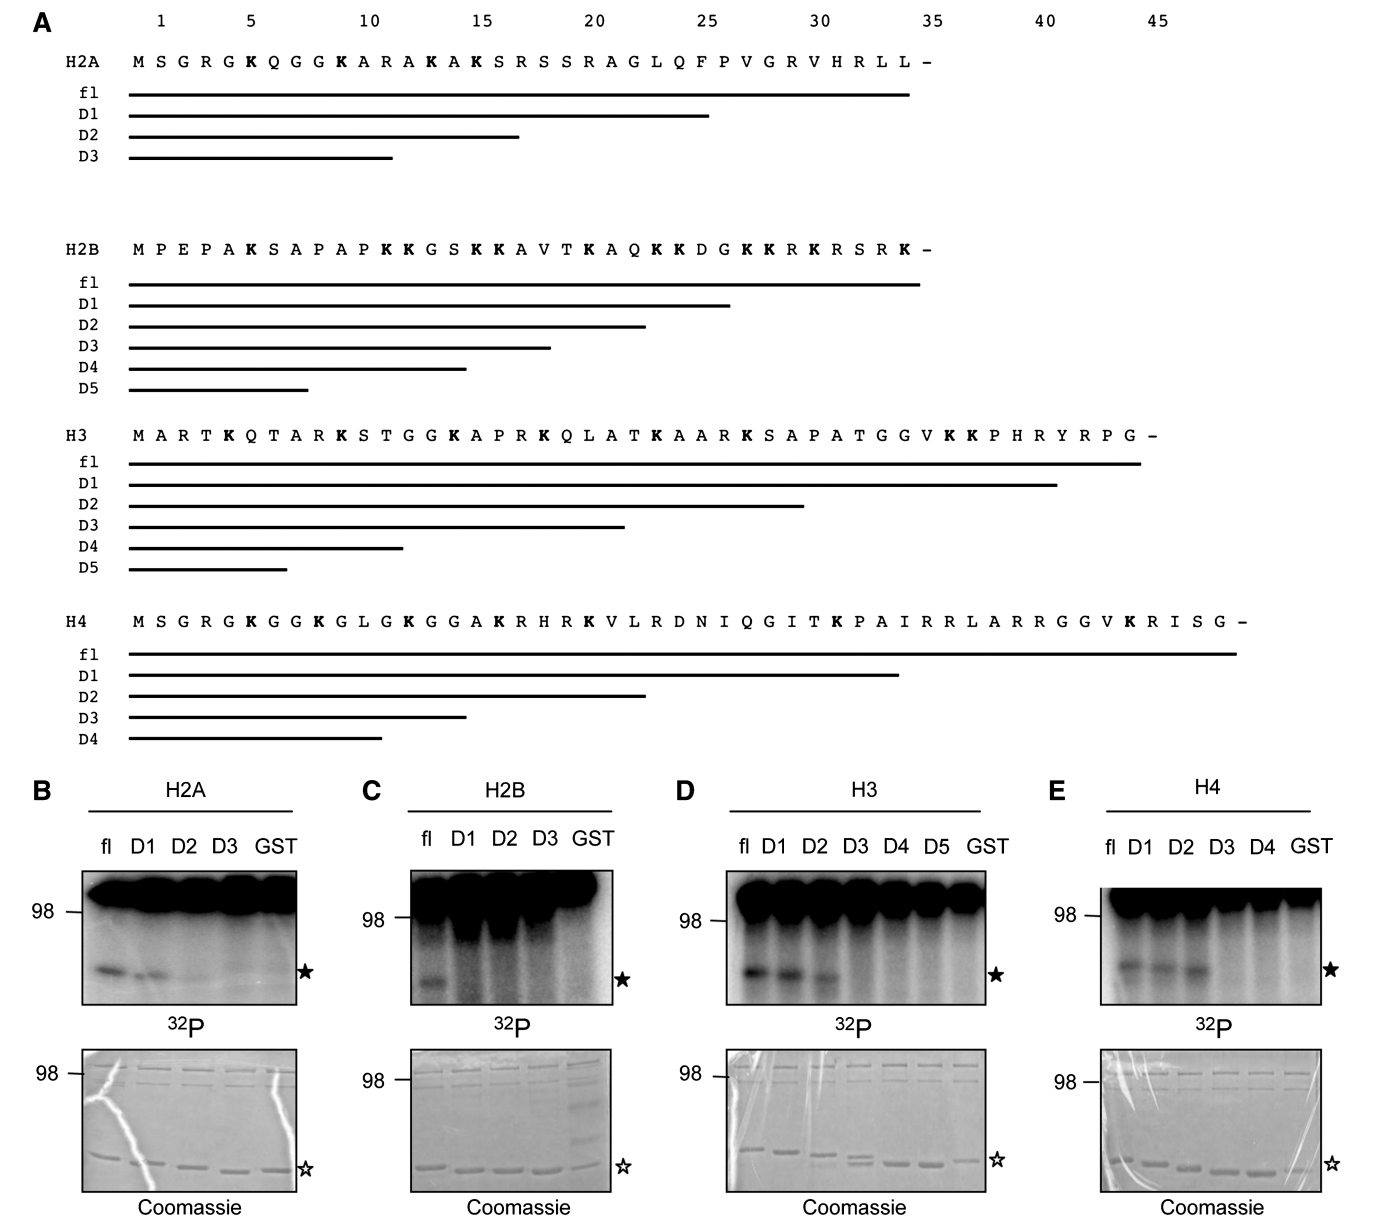 A 1 5 10 15 20 25 30 35 40 45
H2A M S G R G K Q G G K A R A K A K S R S S R A G L Q F P V G R V H R L L –
fl
D1
D2
D3
H2B M P E P A K S A P A P K K G S K K A V T K A Q K K D G K K R K R S R K –
fl
D1
D2
D3
D4
D5
H3 M A R T K Q T A R K S T G G K A P R K Q L A T K A A R K S A P A T G G V K K P H R Y R P G –
fl
D1
D2
D3
D4
D5
H4 M S G R G K G G K G L G K G G A K R H R K V L R D N I Q G I T K P A I R R L A R R G G V K R I S G –
fl
D1
D2
D3
D4
B H2A
fl D1 D2 D3 GST
98
★
32P
98
☆
Coomassie
C H2B
fl D1 D2 D3 GST
98
★
32P
98
☆
Coomassie
D H3
fl D1 D2 D3 D4 D5 GST
98
★
32P
98
☆
Coomassie
E H4
fl D1 D2 D3 D4 GST
98
★
32P
98
☆
Coomassie